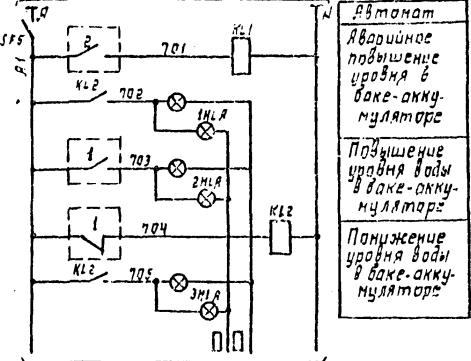 A
N
SF5
A1
2
701
KL1
KL2
702
1HLA
1
703
2HLA
1
704
KL2
KL2
705
3HLA
Автомат
Аварийное
повышение
уровня в
баке-акку-
муляторе
Повышение
уровня воды
в баке-акку-
муляторе
Понижение
уровня воды
в баке-акку-
муляторе